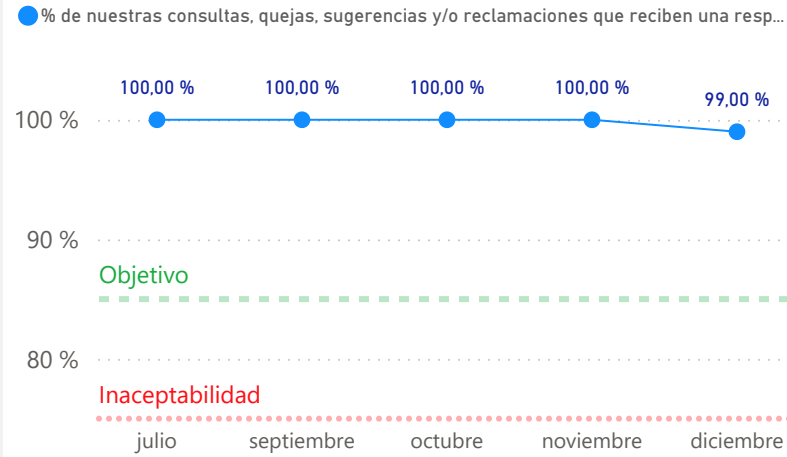 % de nuestras consultas, quejas, sugerencias y/o reclamaciones que reciben una resp...
100,00 % 100,00 % 100,00 % 100,00 % 99,00 %
100 %
90 %
Objetivo
80 %
Inaceptabilidad
julio septiembre octubre noviembre diciembre